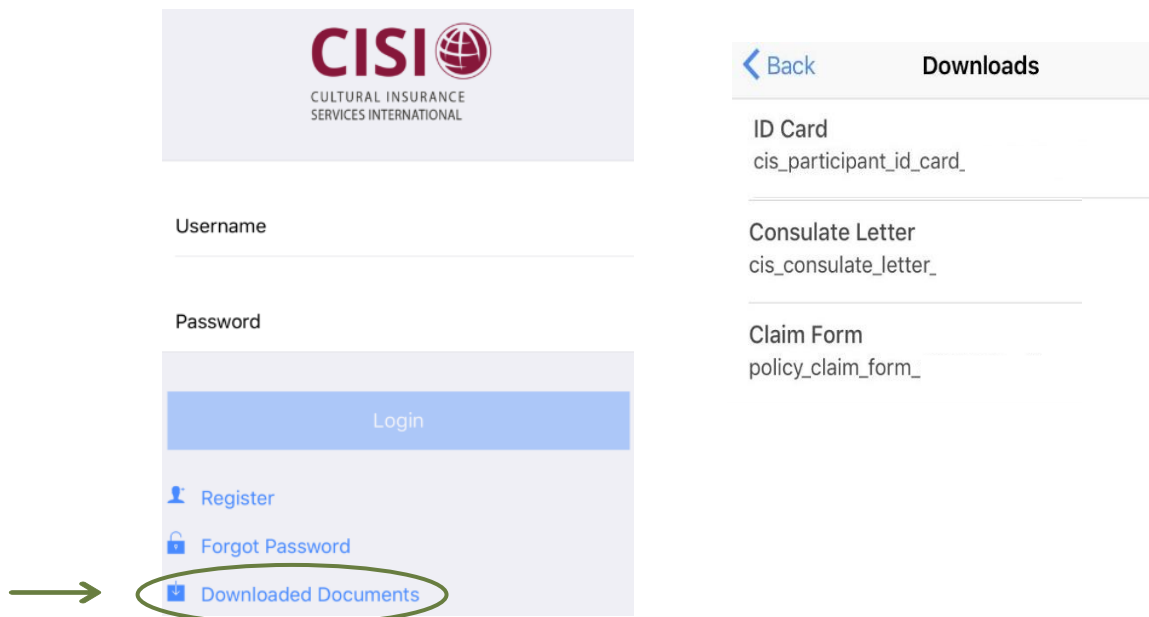 CISI
CULTURAL INSURANCE
SERVICES INTERNATIONAL
Username
Password
Login
Register
Forgot Password
Downloaded Documents
Back
Downloads
ID Card
cis_participant_id_card_
Consulate Letter
cis_consulate_letter_
Claim Form
policy_claim_form_